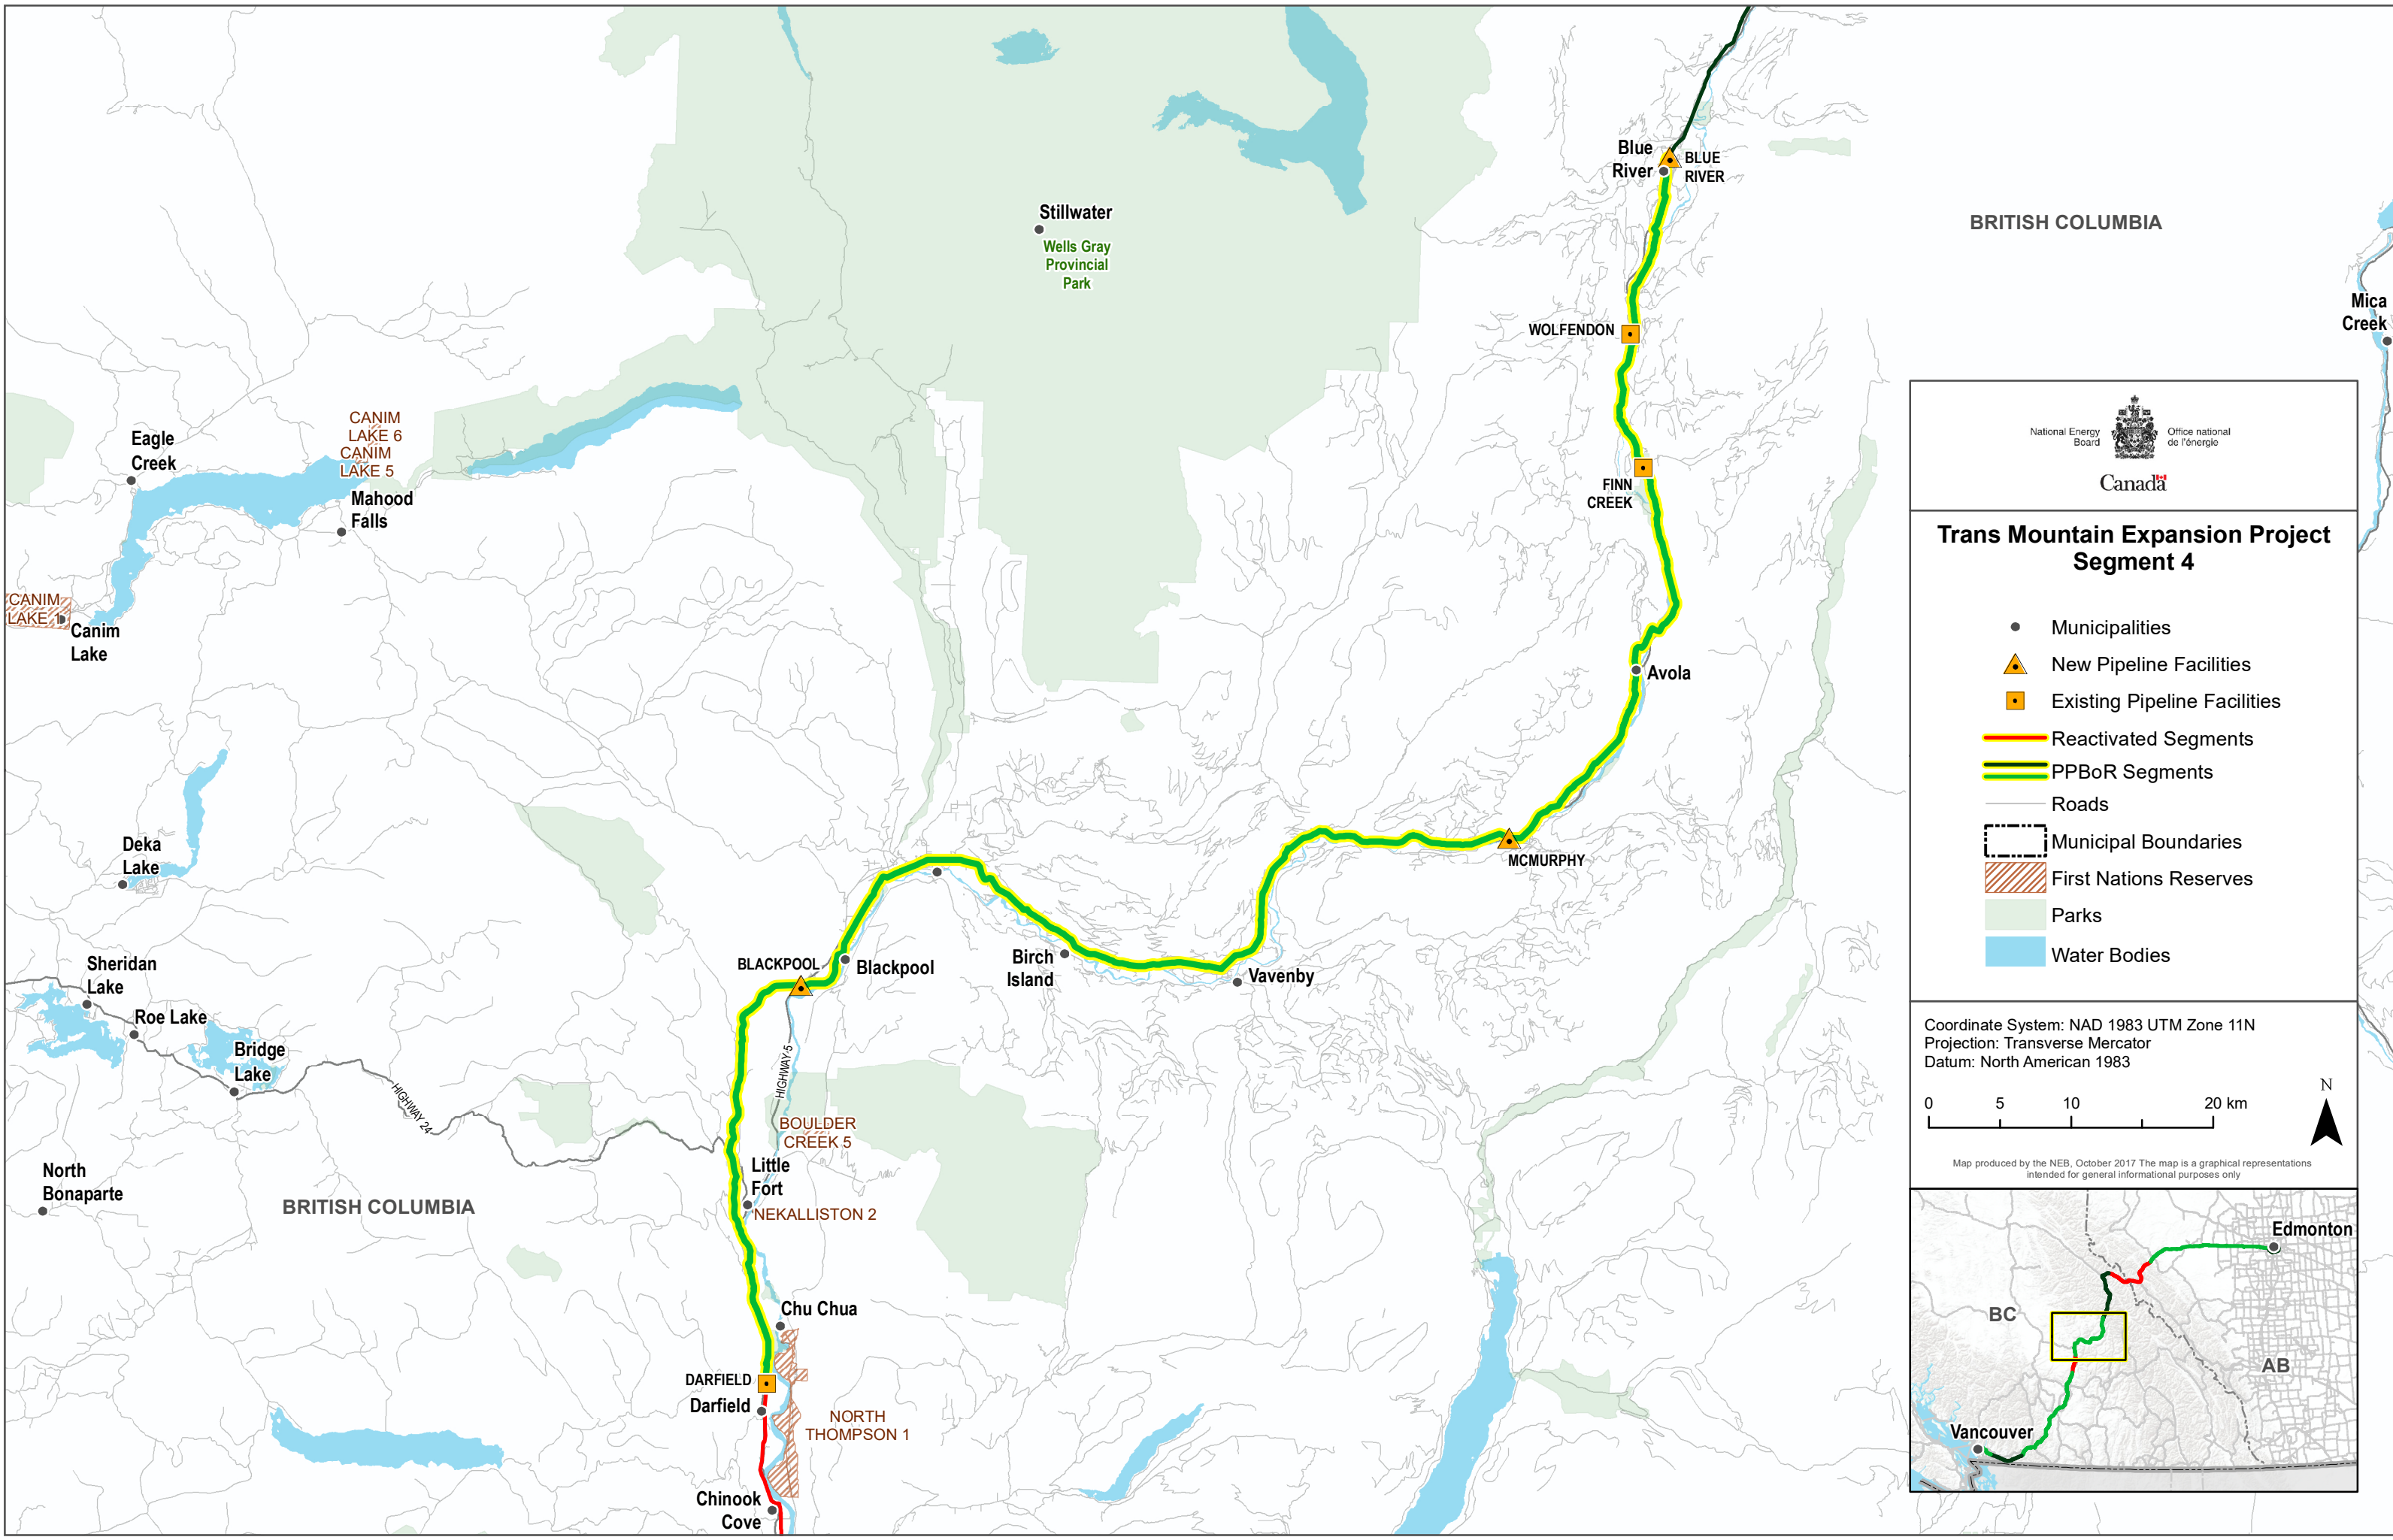 Blue
River
BLUE
RIVER
Stillwater
Wells Gray
Provincial
Park
BRITISH COLUMBIA
Mica
Creek
WOLFENDON
CANIM
LAKE 6
CANIM
LAKE 5
Eagle
Creek
Mahood
Falls
FINN
CREEK
CANIM
LAKE 1
Canim
Lake
Avola
Deka
Lake
MCMURPHY
Sheridan
Lake
Roe Lake
Bridge
Lake
BLACKPOOL
Blackpool
Birch
Island
Vavenby
HIGHWAY 5
HIGHWAY 24
BOULDER
CREEK 5
North
Bonaparte
BRITISH COLUMBIA
Little
Fort
NEKALLISTON 2
Chu Chua
DARFIELD
Darfield
NORTH
THOMPSON 1
Chinook
Cove
National Energy
Board
Office national
de l'énergie
Canada
Trans Mountain Expansion Project
Segment 4
Municipalities
New Pipeline Facilities
Existing Pipeline Facilities
Reactivated Segments
PPBoR Segments
Roads
Municipal Boundaries
First Nations Reserves
Parks
Water Bodies
Coordinate System: NAD 1983 UTM Zone 11N
Projection: Transverse Mercator
Datum: North American 1983
0 5 10 20 km
N
Map produced by the NEB, October 2017 The map is a graphical representations
intended for general informational purposes only
Edmonton
BC
AB
Vancouver